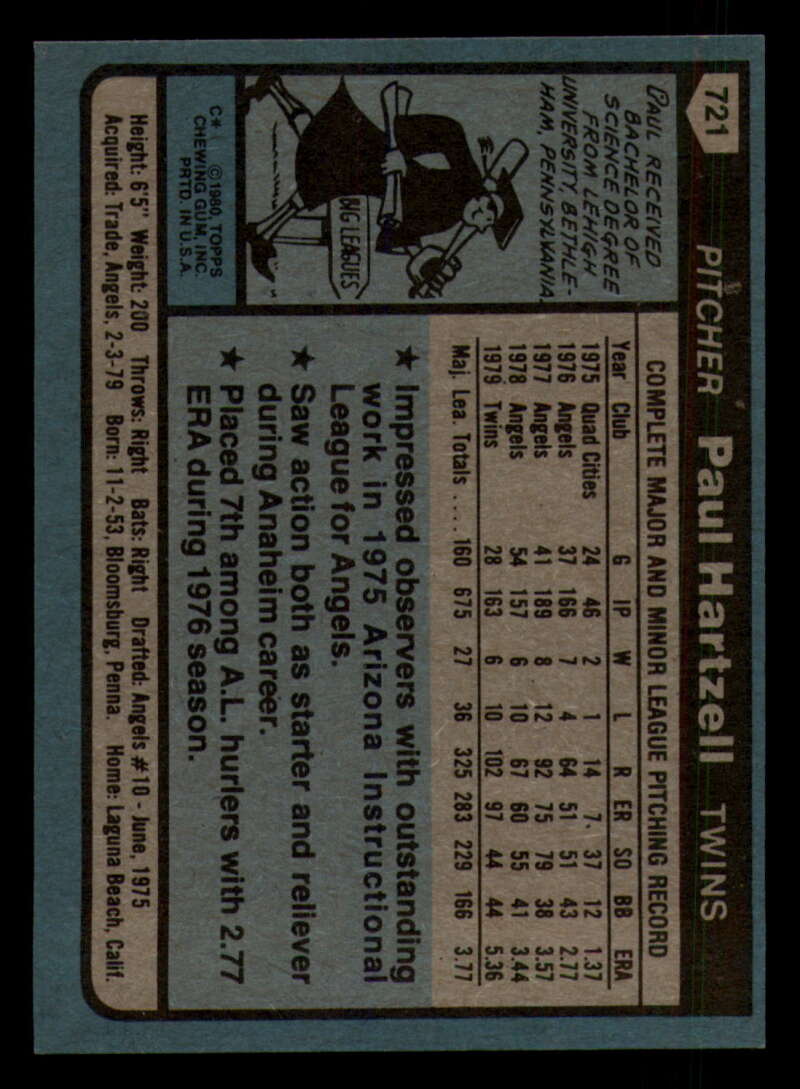 721
PITCHER Paul Hartzell TWINS
PAUL RECEIVED
BACHELOR OF
SCIENCE DEGREE
FROM LEHIGH
UNIVERSITY, BETHLE-
HAM, PENNSYLVANIA.
BIG LEAGUES
C* © 1980, TOPPS
CHEWING GUM, INC.
PRTD. IN U.S.A.
COMPLETE MAJOR AND MINOR LEAGUE PITCHING RECORD
Year Club G IP W L R ER SO BB ERA
1975 Quad Cities 24 46 2 1 14 7 37 12 1.37
1976 Angels 37 166 7 4 64 51 51 43 2.77
1977 Angels 41 189 8 12 92 75 79 38 3.57
1978 Angels 54 157 6 10 67 60 55 41 3.44
1979 Twins 28 163 6 10 102 97 44 44 5.36
Maj. Lea. Totals .... 160 675 27 36 325 283 229 166 3.77
★ Impressed observers with outstanding
work in 1975 Arizona Instructional
League for Angels.
★ Saw action both as starter and reliever
during Anaheim career.
★ Placed 7th among A.L. hurlers with 2.77
ERA during 1976 season.
Height: 6'5" Weight: 200 Throws: Right Bats: Right Drafted: Angels #10 - June, 1975
Acquired: Trade, Angels, 2-3-79 Born: 11-2-53, Bloomsburg, Penna. Home: Laguna Beach, Calif.